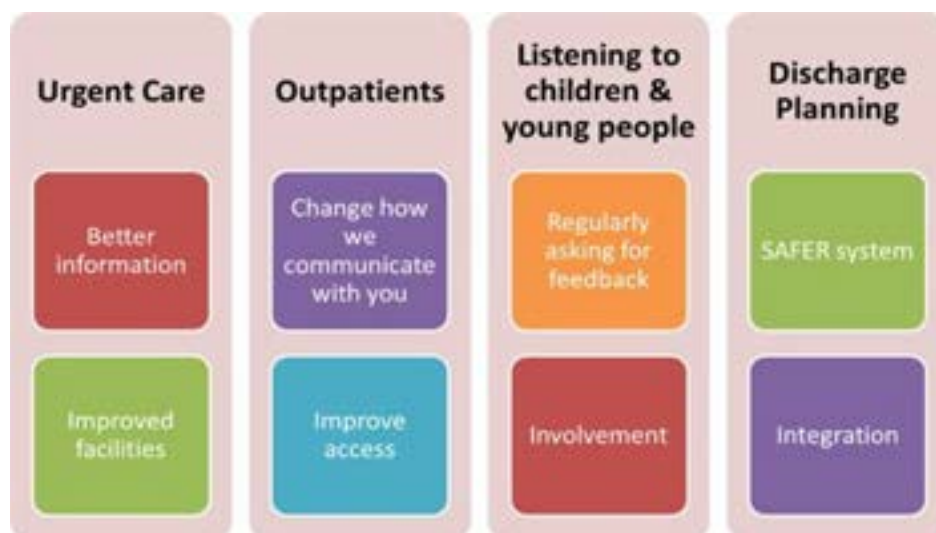 Urgent Care
Better
information
Improved
facilities
Outpatients
Change how
we
communicate
with you
Improve
access
Listening to
children &
young people
Regularly
asking for
feedback
Involvement
Discharge
Planning
SAFER system
Integration